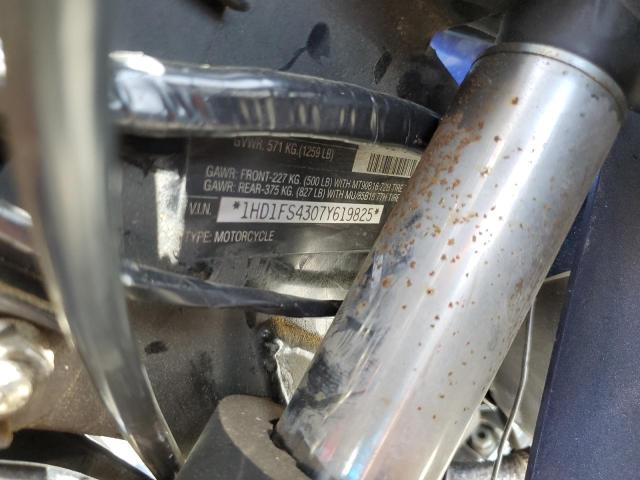 GVWR: 571 KG. (1259 LB)
GAWR: FRONT-227 KG. (500 LB) WITH MT90B16 72H TIRE
GAWR: REAR-375 KG. (827 LB) WITH MU85B16 77H TIRE
V.I.N. *1HD1FS4307Y619825*
TYPE: MOTORCYCLE